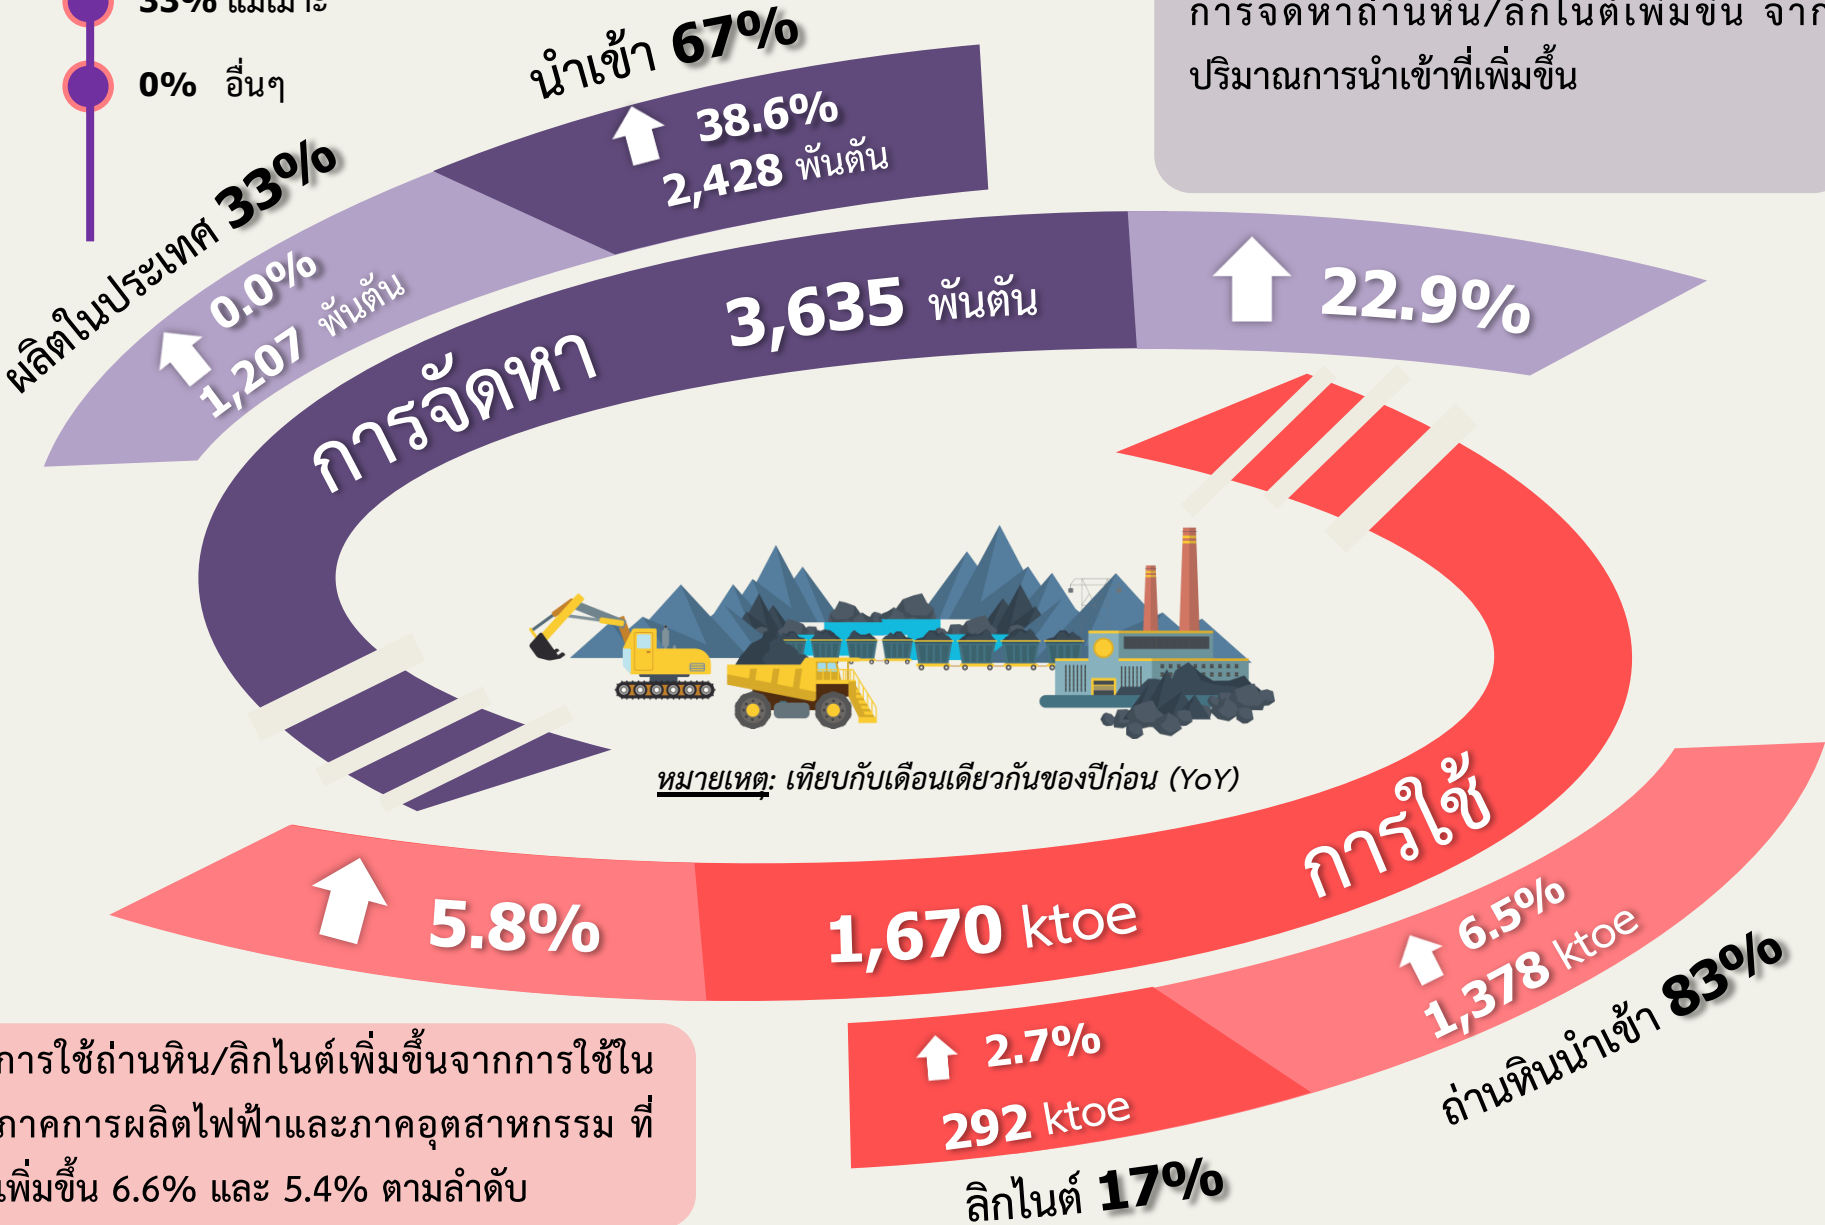 33% แม่เมาะ
0% อื่นๆ
นำเข้า 67%
38.6%
2,428 พันตัน
การจัดหาถ่านหิน/ลิกไนต์เพิ่มขึ้น จาก
ปริมาณการนำเข้าที่เพิ่มขึ้น
ผลิตในประเทศ 33%
0.0%
1,207 พันตัน
การจัดหา
3,635 พันตัน
22.9%
หมายเหตุ: เทียบกับเดือนเดียวกันของปีก่อน (YoY)
การใช้
1,670 ktoe
5.8%
6.5%
1,378 ktoe
ถ่านหินนำเข้า 83%
2.7%
292 ktoe
ลิกไนต์ 17%
การใช้ถ่านหิน/ลิกไนต์เพิ่มขึ้นจากการใช้ใน
ภาคการผลิตไฟฟ้าและภาคอุตสาหกรรม ที่
เพิ่มขึ้น 6.6% และ 5.4% ตามลำดับ